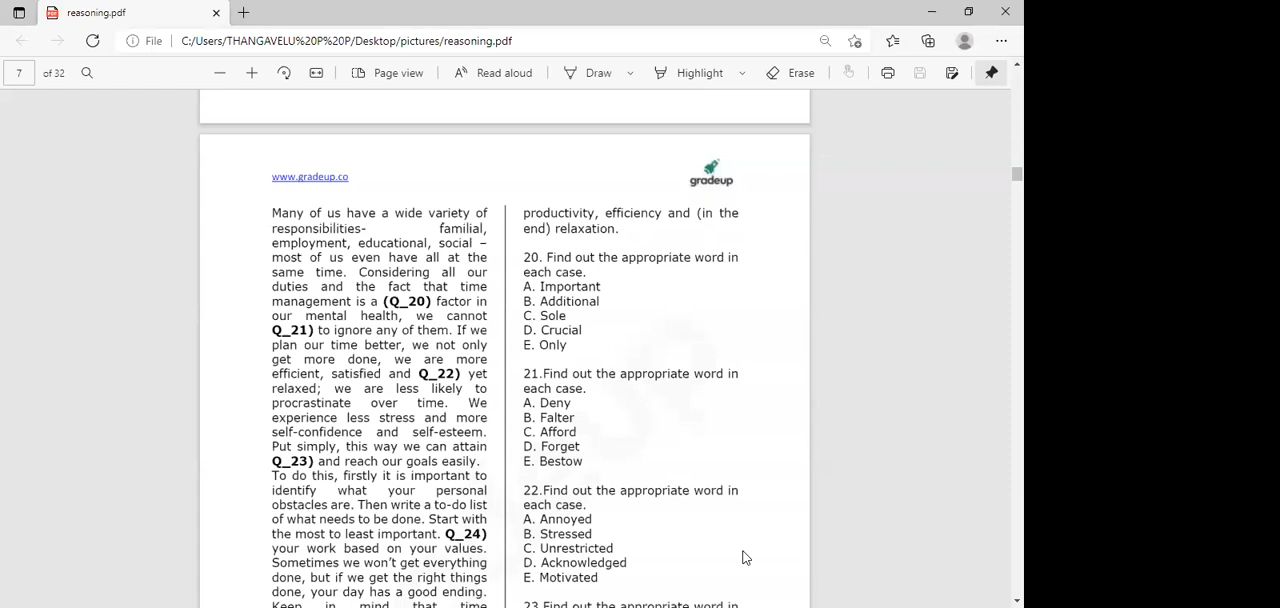 reasoning.pdf
File
C:/Users/THANGAVELU%20P%20P/Desktop/pictures/reasoning.pdf
7 of 32
Page view
Read aloud
Draw
Highlight
Erase
www.gradeup.co
gradeup
Many of us have a wide variety of
responsibilities- familial,
employment, educational, social –
most of us even have all at the
same time. Considering all our
duties and the fact that time
management is a (Q_20) factor in
our mental health, we cannot
Q_21) to ignore any of them. If we
plan our time better, we not only
get more done, we are more
efficient, satisfied and Q_22) yet
relaxed; we are less likely to
procrastinate over time. We
experience less stress and more
self-confidence and self-esteem.
Put simply, this way we can attain
Q_23) and reach our goals easily.
To do this, firstly it is important to
identify what your personal
obstacles are. Then write a to-do list
of what needs to be done. Start with
the most to least important. Q_24)
your work based on your values.
Sometimes we won't get everything
done, but if we get the right things
done, your day has a good ending.
Keep in mind that time
productivity, efficiency and (in the
end) relaxation.
20. Find out the appropriate word in
each case.
A. Important
B. Additional
C. Sole
D. Crucial
E. Only
21.Find out the appropriate word in
each case.
A. Deny
B. Falter
C. Afford
D. Forget
E. Bestow
22.Find out the appropriate word in
each case.
A. Annoyed
B. Stressed
C. Unrestricted
D. Acknowledged
E. Motivated
23.Find out the appropriate word in